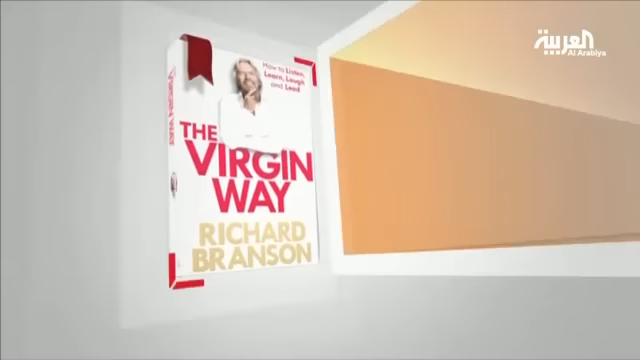 العربية
Al Arabiya
How to Listen,
Learn, Laugh
and Lead
THE
VIRGIN
WAY
RICHARD
BRANSON
VIRGIN WAY